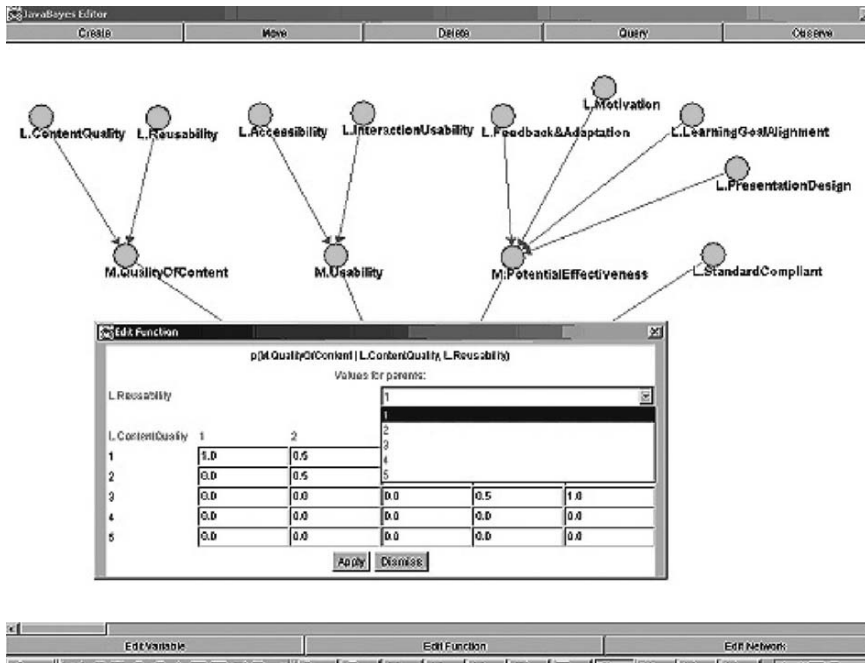 JavaBayes Editor
Create Move Delete Query Observe
L.Motivation
L.ContentQuality L.Reusability L.Accessibility L.InteractionUsability L.Feedback&Adaptation L.LearningGoalAlignment
L.PresentationDesign
M.QualityOfContent M.Usability M.PotentialEffectiveness L.StandardCompliant
Edit Function
p(M.QualityOfContent | L.ContentQuality, L.Reusability)
Values for parents:
L.Reusability 1
1
L.ContentQuality 1 2 2
3
1 1.0 0.5 4
2 0.0 0.5 5
3 0.0 0.0 0.0 0.5 1.0
4 0.0 0.0 0.0 0.0 0.0
5 0.0 0.0 0.0 0.0 0.0
Apply Dismiss
Edit Variable Edit Function Edit Network